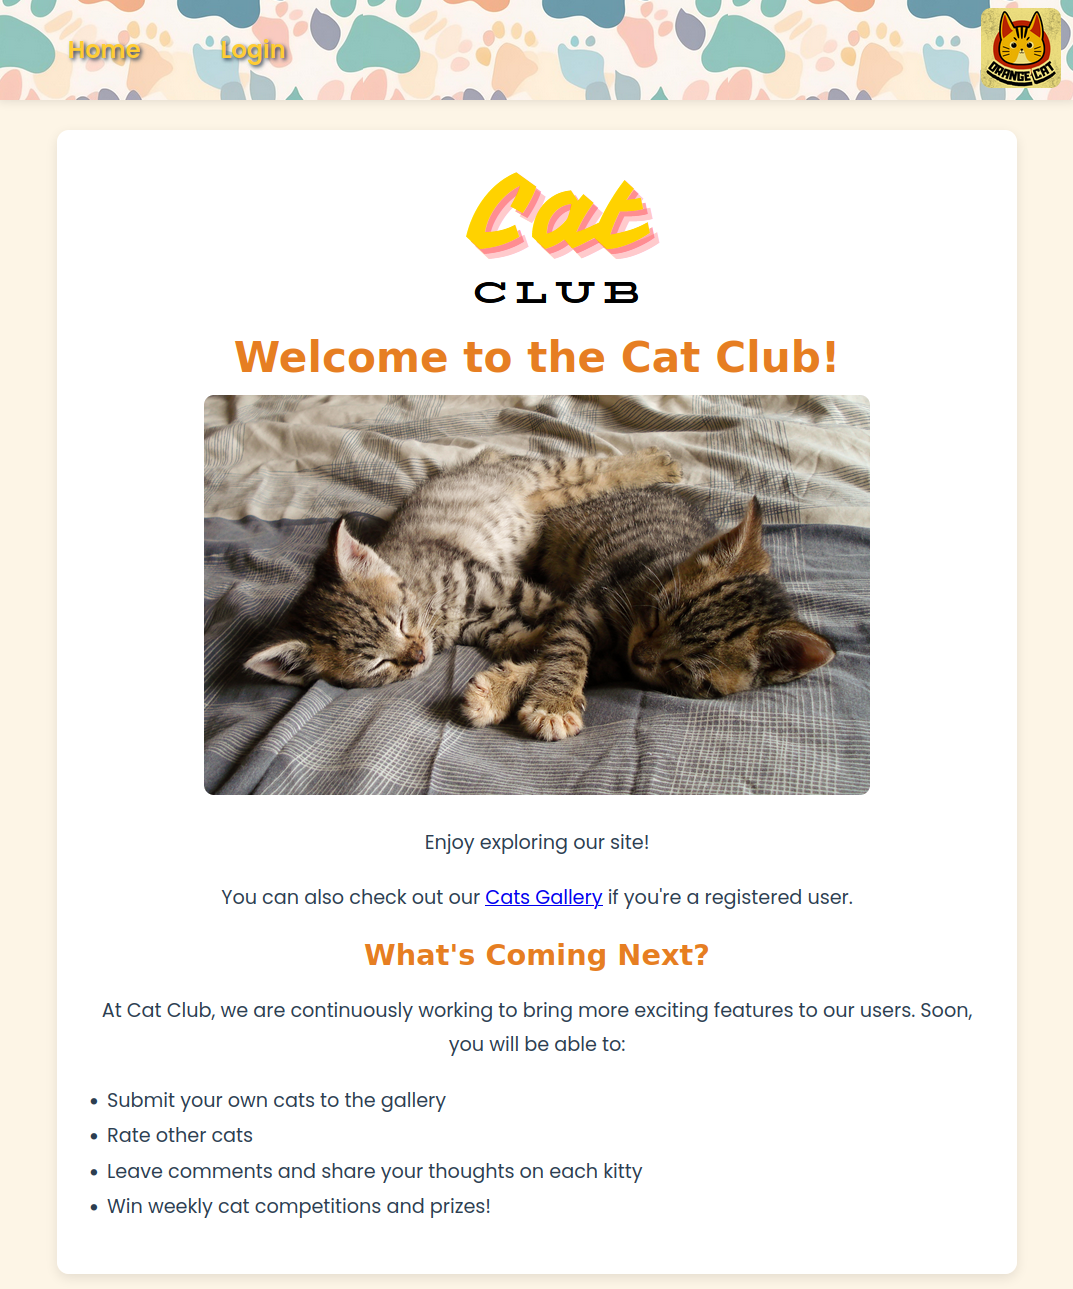 Home
Login
ORANGE CAT
Cat
CLUB
Welcome to the Cat Club!
Enjoy exploring our site!
You can also check out our Cats Gallery if you're a registered user.
What's Coming Next?
At Cat Club, we are continuously working to bring more exciting features to our users. Soon,
you will be able to:
• Submit your own cats to the gallery
• Rate other cats
• Leave comments and share your thoughts on each kitty
• Win weekly cat competitions and prizes!